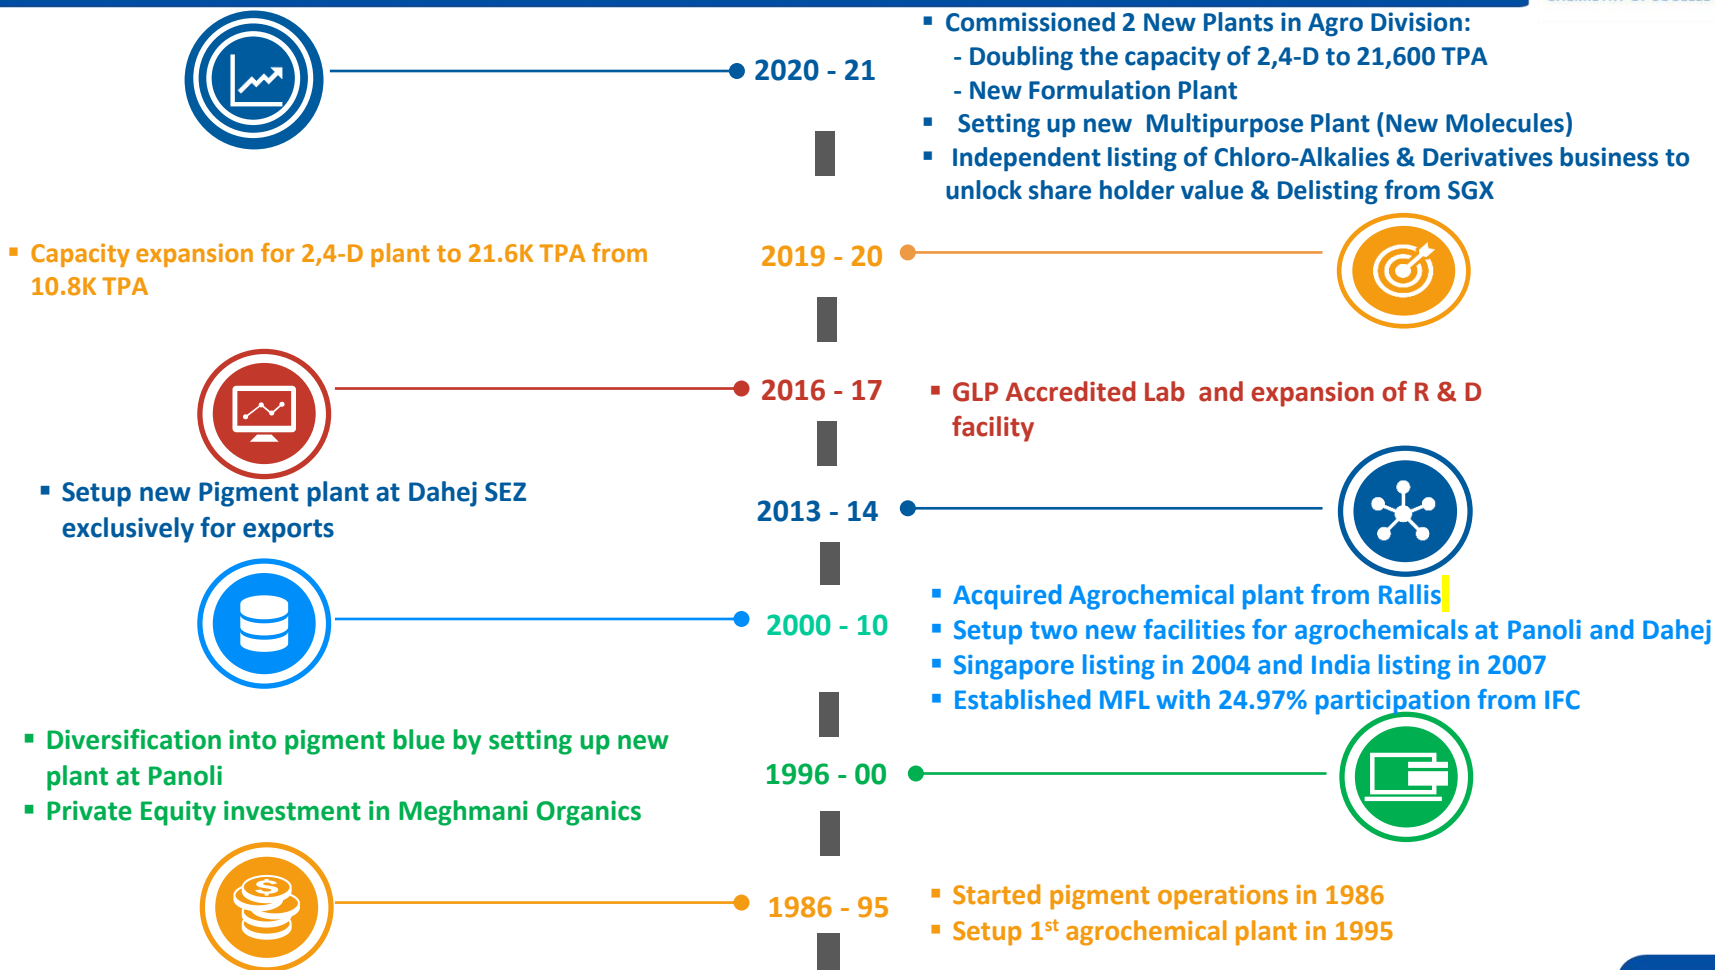 ▪ Commissioned 2 New Plants in Agro Division:
- Doubling the capacity of 2,4-D to 21,600 TPA
- New Formulation Plant
▪ Setting up new Multipurpose Plant (New Molecules)
▪ Independent listing of Chloro-Alkalies & Derivatives business to
unlock share holder value & Delisting from SGX
2020 - 21
▪ Capacity expansion for 2,4-D plant to 21.6K TPA from
10.8K TPA
2019 - 20
2016 - 17
▪ GLP Accredited Lab and expansion of R & D
facility
▪ Setup new Pigment plant at Dahej SEZ
exclusively for exports
2013 - 14
2000 - 10
▪ Acquired Agrochemical plant from Rallis
▪ Setup two new facilities for agrochemicals at Panoli and Dahej
▪ Singapore listing in 2004 and India listing in 2007
▪ Established MFL with 24.97% participation from IFC
▪ Diversification into pigment blue by setting up new
plant at Panoli
▪ Private Equity investment in Meghmani Organics
1996 - 00
$
1986 - 95
▪ Started pigment operations in 1986
▪ Setup 1st agrochemical plant in 1995